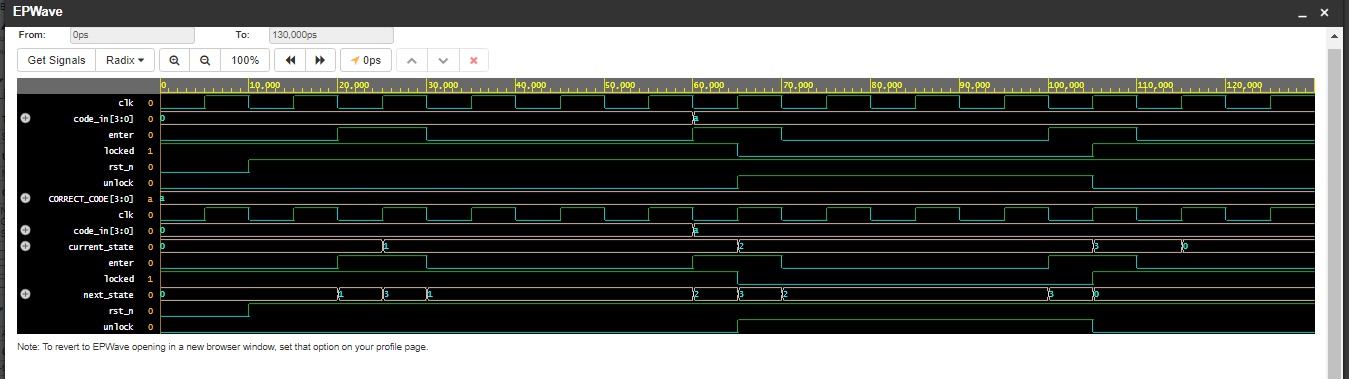 EPWave
From: 0ps To: 130,000ps
Get Signals Radix 100% 0ps
0 10,000 20,000 30,000 40,000 50,000 60,000 70,000 80,000 90,000 100,000 110,000 120,000
clk 0
code_in[3:0] 0 0 a
enter 0
locked 1
rst_n 0
unlock 0
CORRECT_CODE[3:0] a a
clk 0
code_in[3:0] 0 0 a
current_state 0 0 1 2 3 0
enter 0
locked 1
next_state 0 0 1 3 1 2 3 2 3 0
rst_n 0
unlock 0
Note: To revert to EPWave opening in a new browser window, set that option on your profile page.